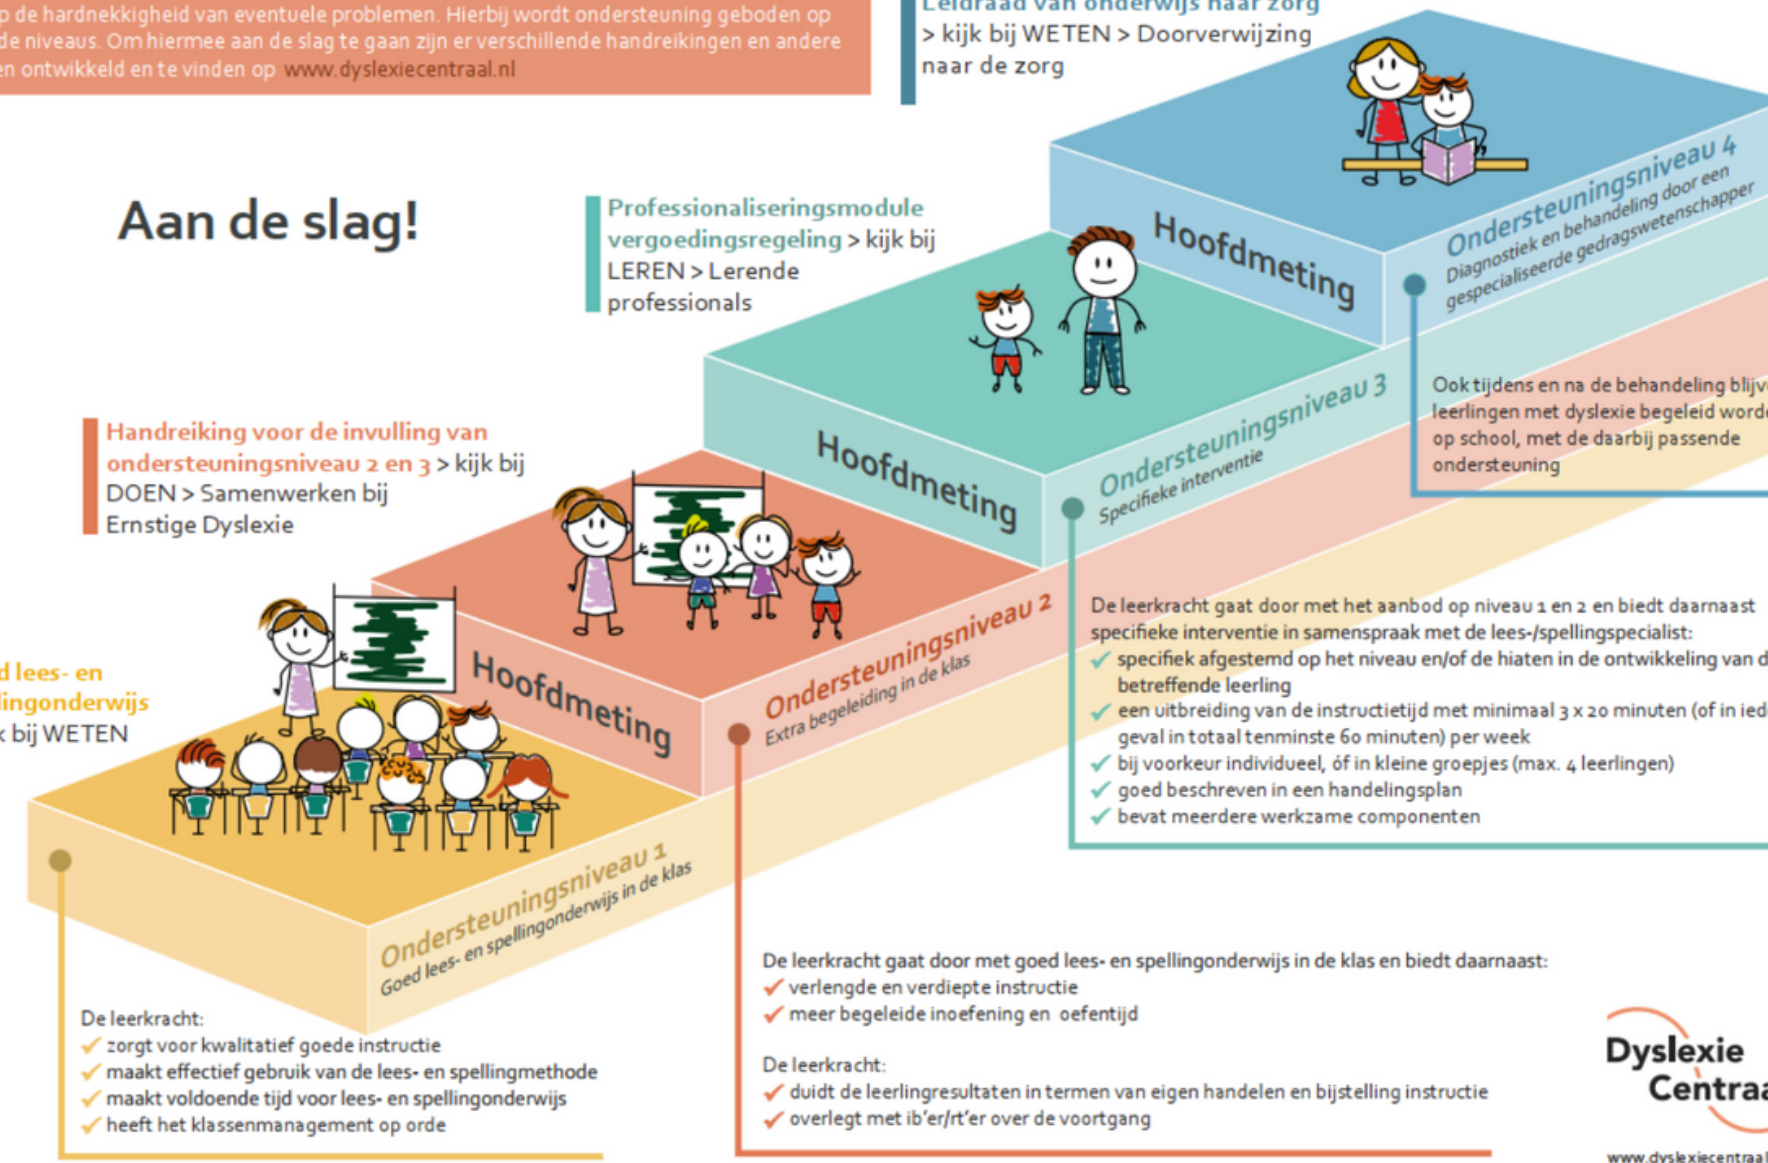 op de hardnekkigheid van eventuele problemen. Hierbij wordt ondersteuning geboden op
de niveaus. Om hiermee aan de slag te gaan zijn er verschillende handreikingen en andere
en ontwikkeld en te vinden op www.dyslexiecentraal.nl
Leidraad van onderwijs naar zorg
> kijk bij WETEN > Doorverwijzing
naar de zorg
Aan de slag!
Professionaliseringsmodule
vergoedingsregeling > kijk bij
LEREN > Lerende
professionals
Hoofdmeting
Ondersteuningsniveau 4
Diagnostiek en behandeling door een
gespecialiseerde gedragswetenschapper
Ook tijdens en na de behandeling blijv
leerlingen met dyslexie begeleid word
op school, met de daarbij passende
ondersteuning
Handreiking voor de invulling van
ondersteuningsniveau 2 en 3 > kijk bij
DOEN > Samenwerken bij
Ernstige Dyslexie
Hoofdmeting
Ondersteuningsniveau 3
Specifieke interventie
De leerkracht gaat door met het aanbod op niveau 1 en 2 en biedt daarnaast
specifieke interventie in samenspraak met de lees-/spellingspecialist:
✓ specifiek afgestemd op het niveau en/of de hiaten in de ontwikkeling van d
betreffende leerling
✓ een uitbreiding van de instructietijd met minimaal 3 x 20 minuten (of in ied
geval in totaal tenminste 60 minuten) per week
✓ bij voorkeur individueel, óf in kleine groepjes (max. 4 leerlingen)
✓ goed beschreven in een handelingsplan
✓ bevat meerdere werkzame componenten
d lees- en
lingonderwijs
k bij WETEN
Hoofdmeting
Ondersteuningsniveau 2
Extra begeleiding in de klas
De leerkracht gaat door met goed lees- en spellingonderwijs in de klas en biedt daarnaast:
✓ verlengde en verdiepte instructie
✓ meer begeleide inoefening en oefentijd
De leerkracht:
✓ duidt de leerlingresultaten in termen van eigen handelen en bijstelling instructie
✓ overlegt met ib'er/rt'er over de voortgang
Ondersteuningsniveau 1
Goed lees- en spellingonderwijs in de klas
De leerkracht:
✓ zorgt voor kwalitatief goede instructie
✓ maakt effectief gebruik van de lees- en spellingmethode
✓ maakt voldoende tijd voor lees- en spellingonderwijs
✓ heeft het klassenmanagement op orde
Dyslexie
Centraa
www.dyslexiecentraal